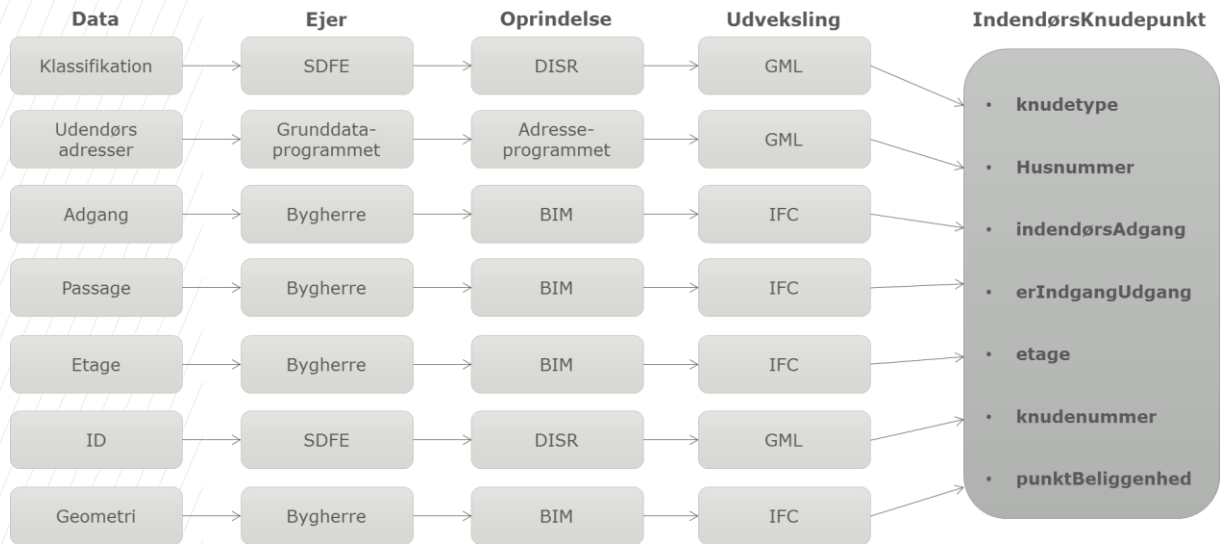 Data Ejer Oprindelse Udveksling IndendørsKnudepunkt
Klassifikation SDFE DISR GML
Udendørs adresser Grunddata-programmet Adresse-programmet GML
Adgang Bygherre BIM IFC
Passage Bygherre BIM IFC
Etage Bygherre BIM IFC
ID SDFE DISR GML
Geometri Bygherre BIM IFC
• knudetype
• Husnummer
• indendørsAdgang
• erIndgangUdgang
• etage
• knudenummer
• punktBeliggenhed